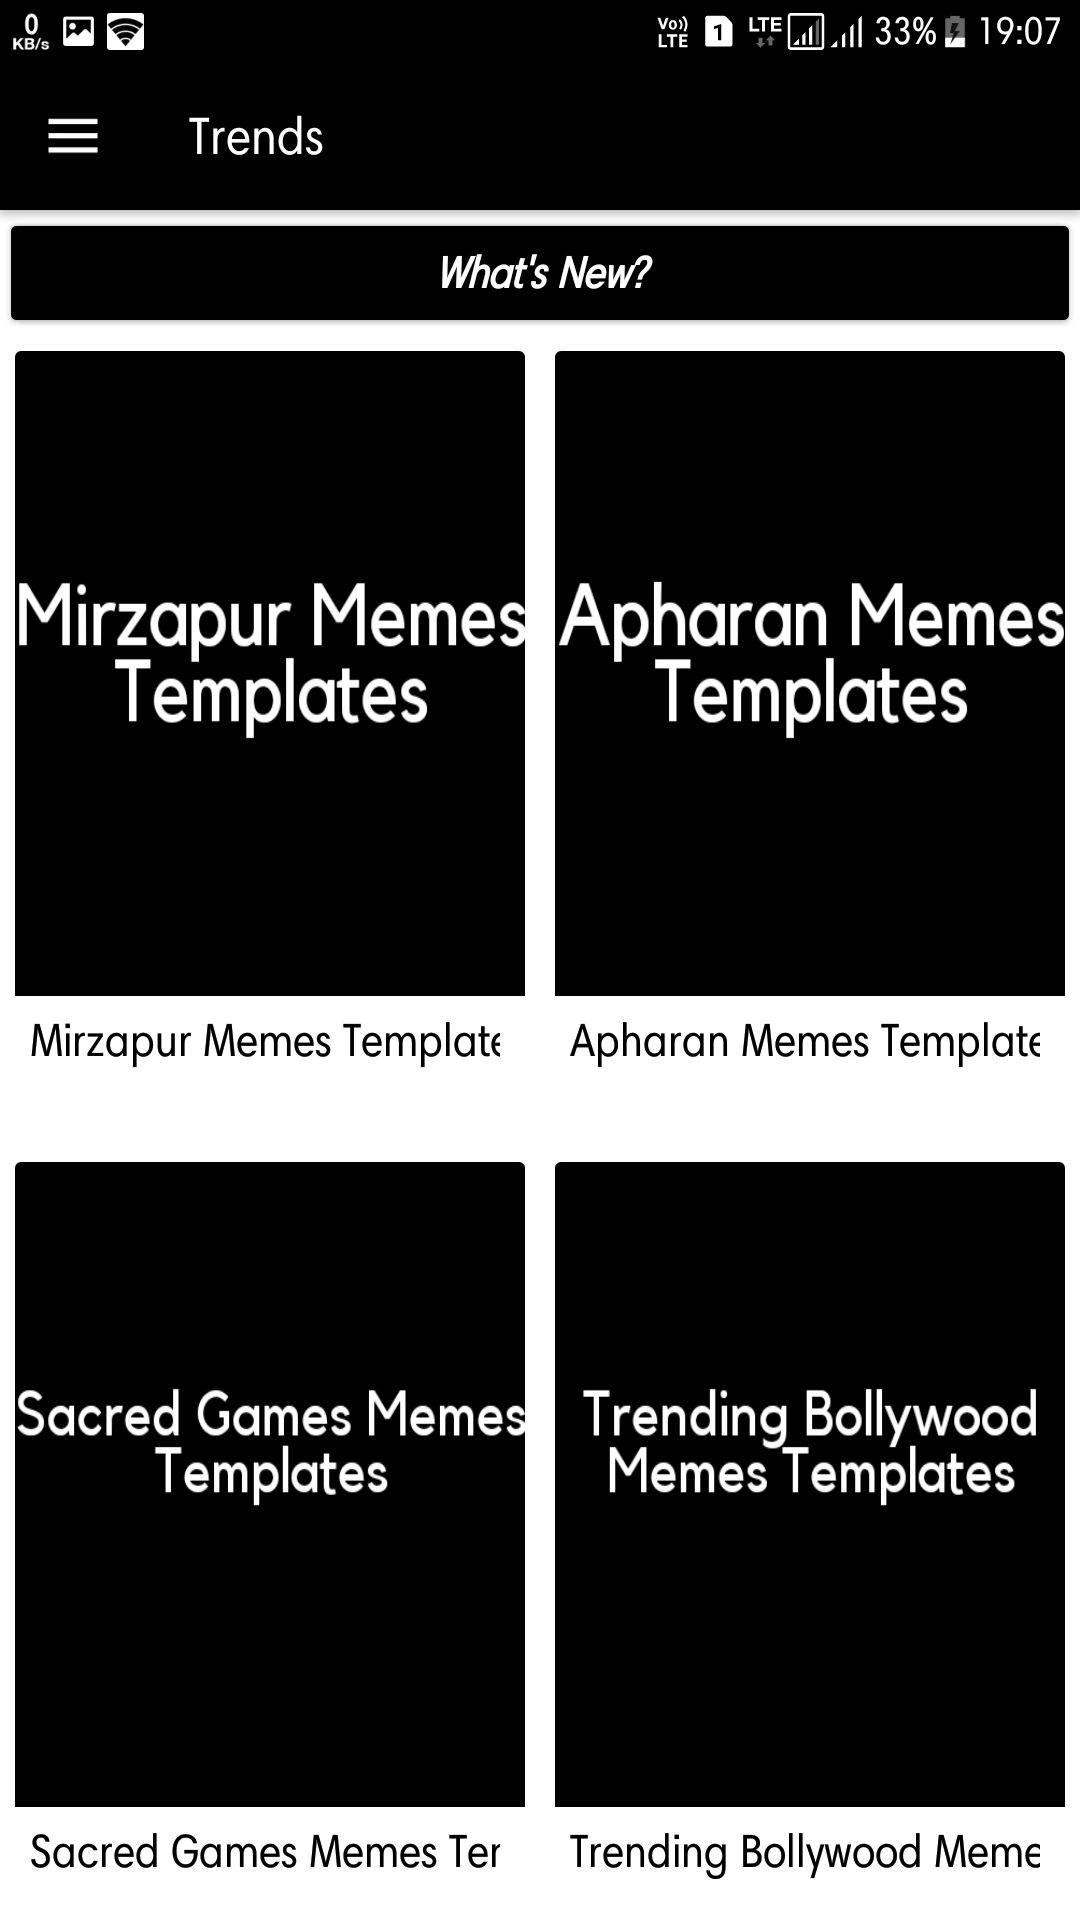 0
KB/s
Vo))
LTE
1
LTE
33%
19:07
Trends
What's New?
Mirzapur Memes
Templates
Apharan Memes
Templates
Mirzapur Memes Template
Apharan Memes Template
Sacred Games Memes
Templates
Trending Bollywood
Memes Templates
Sacred Games Memes Ter
Trending Bollywood Meme